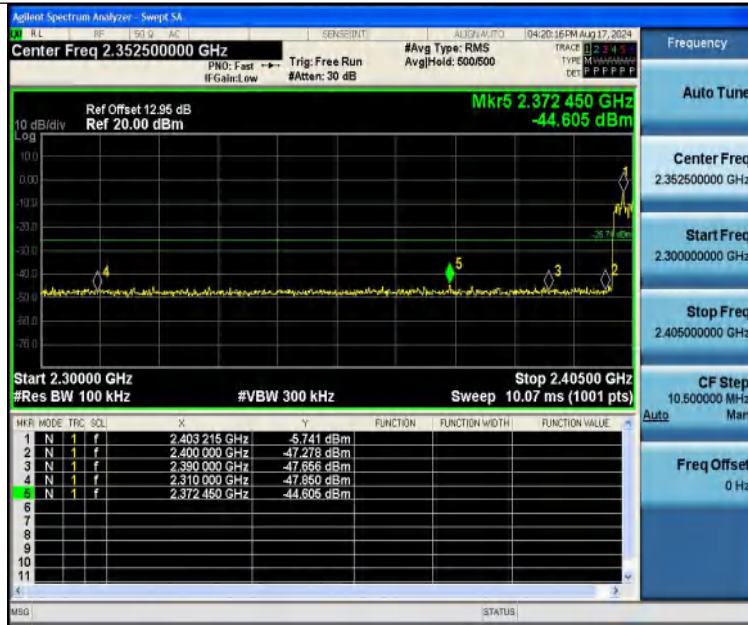 Agilent Spectrum Analyzer - Swept SA
RL RF 50 Ω AC SENSE:INT ALIGN AUTO 04:20:16 PM Aug 17, 2024
Center Freq 2.352500000 GHz
PNO: Fast
IFGain:Low
Trig: Free Run
#Atten: 30 dB
#Avg Type: RMS
Avg|Hold: 500/500
TRACE 1 2 3 4 5
TYPE M
DET P P P P P
Frequency
Auto Tune
Center Freq
2.352500000 GHz
Start Freq
2.300000000 GHz
Stop Freq
2.405000000 GHz
CF Step
10.500000 MHz
Auto Man
Freq Offset
0 Hz
Mkr5 2.372 450 GHz
-44.605 dBm
Ref Offset 12.95 dB
10 dB/div Ref 20.00 dBm
Log
10.0
0.00
-10.0
-20.0
-30.0
-40.0
-50.0
-60.0
-70.0
1
4
5
3
2
Start 2.30000 GHz Stop 2.40500 GHz
#Res BW 100 kHz #VBW 300 kHz Sweep 10.07 ms (1001 pts)
MKR MODE TRC SCL X Y FUNCTION FUNCTION WIDTH FUNCTION VALUE
1 N 1 f 2.403 215 GHz -5.741 dBm
2 N 1 f 2.400 000 GHz -47.278 dBm
3 N 1 f 2.390 000 GHz -47.656 dBm
4 N 1 f 2.310 000 GHz -47.850 dBm
5 N 1 f 2.372 450 GHz -44.605 dBm
6
7
8
9
10
11
MSG STATUS